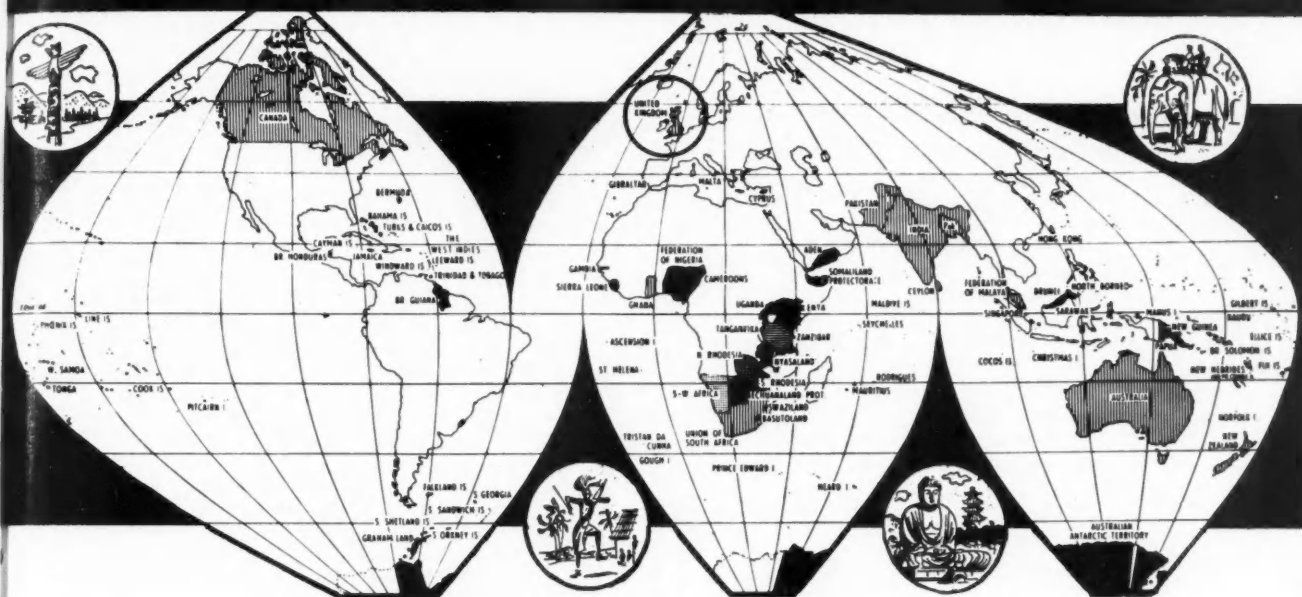 CANADA
BERMUDA
BAHAMA IS
TURKS & CAICOS IS
CAYMAN IS
THE
WEST INDIES
BR HONDURAS
JAMAICA
LEEWARD IS
WINDWARD IS
TRINIDAD & TOBAGO
BR GUIANA
PHOENIX IS
LINE IS
W. SAMOA
TONGA
COOK IS
PITCAIRN I
FALKLAND IS
S GEORGIA
S SANDWICH IS
S SHETLAND IS
GRAHAM LAND
S ORKNEY IS
UNITED
KINGDOM
GIBRALTAR
MALTA
CYPRUS
GAMBIA
SIERRA LEONE
GHANA
FEDERATION
OF NIGERIA
CAMEROONS
ADEN
SOMALILAND
PROTECTORATE
UGANDA
KENYA
TANGANYIKA
ZANZIBAR
ASCENSION I
ST HELENA
N RHODESIA
NYASALAND
S RHODESIA
BECHUANALAND PROT
S-W AFRICA
SWAZILAND
BASUTOLAND
UNION OF
SOUTH AFRICA
TRISTAN DA
CUNHA
GOUGH I
PRINCE EDWARD I
HEARD I
MALDIVE IS
SEYCHELLES
RODRIGUES
MAURITIUS
PAKISTAN
INDIA
CEYLON
HONG KONG
FEDERATION
OF MALAYA
SINGAPORE
BRUNEI
NORTH BORNEO
SARAWAK
MANUS I
NEW GUINEA
PAPUA
GILBERT IS
NAURU
ELLICE IS
BR SOLOMON IS
COCOS IS
CHRISTMAS I
NEW HEBRIDES
FIJI IS
AUSTRALIA
NORFOLK I
NEW
ZEALAND
AUSTRALIAN
ANTARCTIC TERRITORY